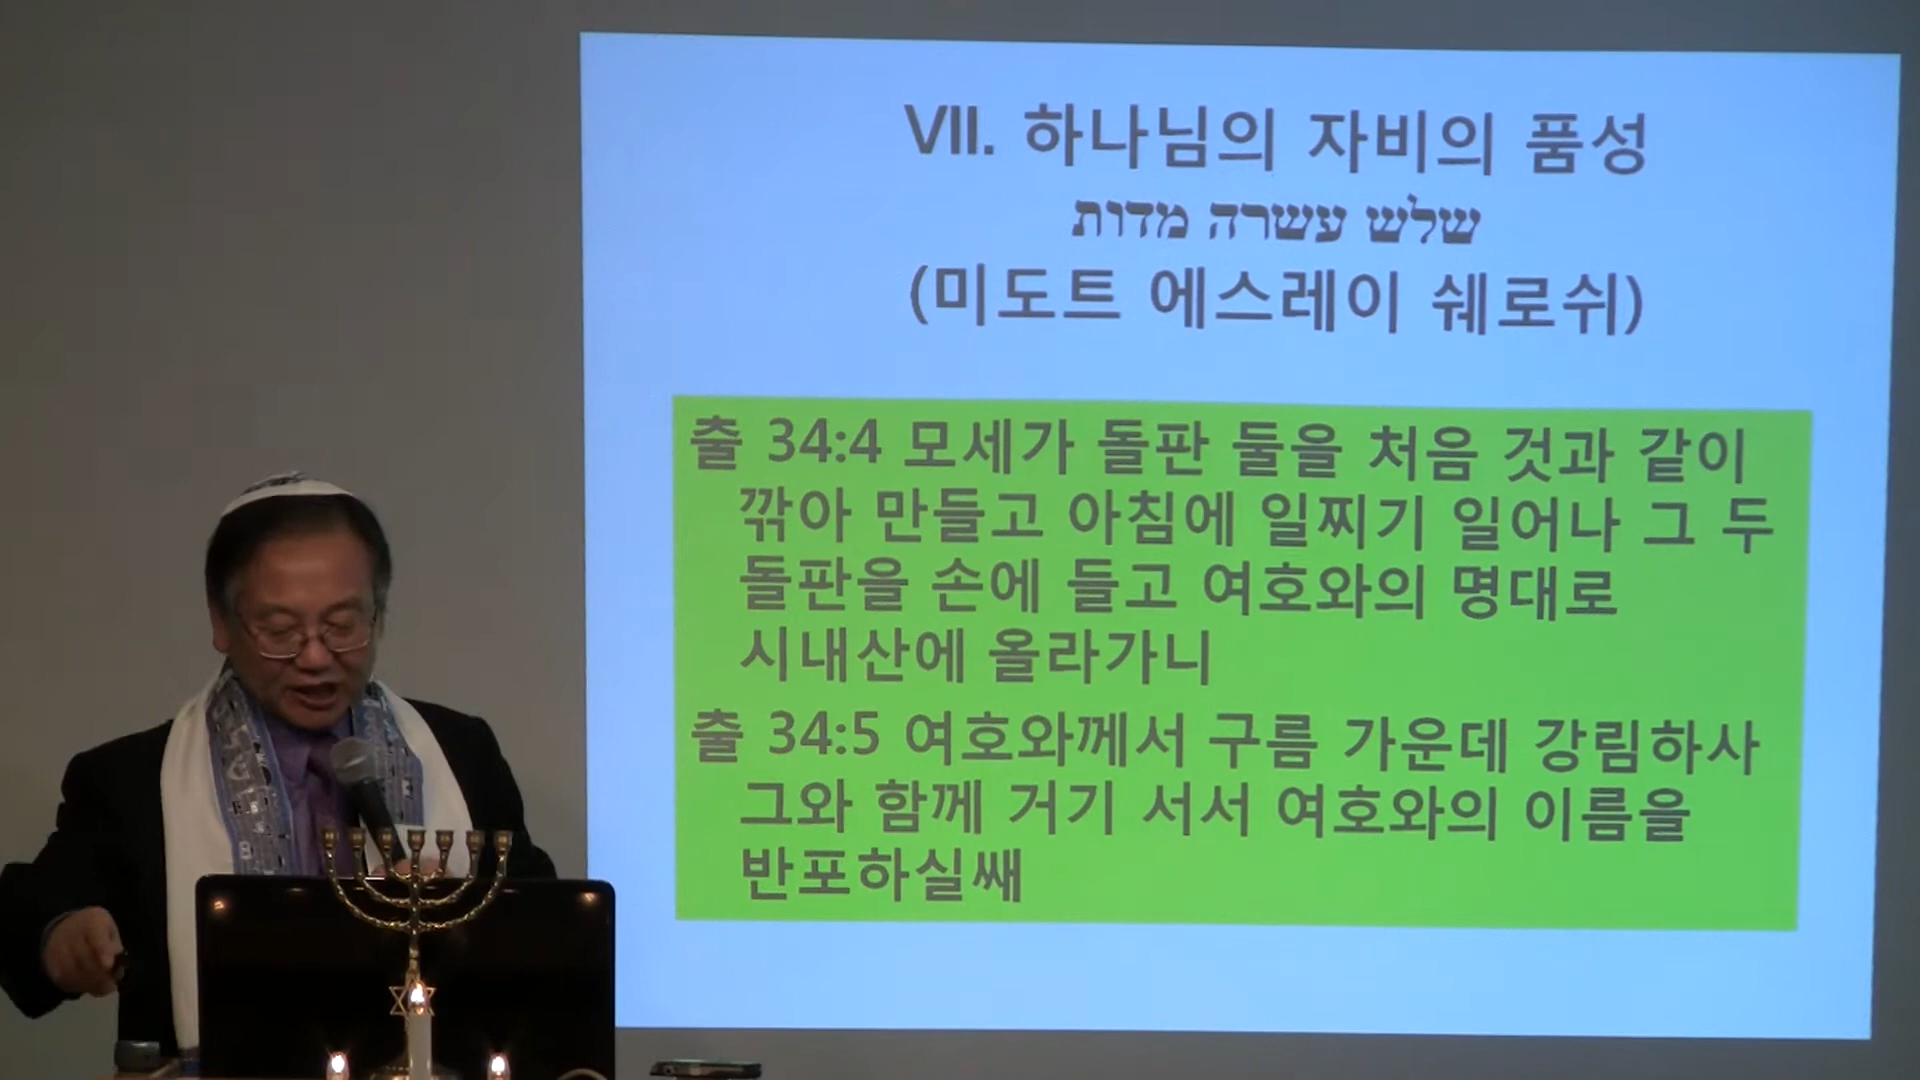 VII. 하나님의 자비의 품성
שלש עשרה מדות
(미도트 에스레이 쉐로쉬)
출 34:4 모세가 돌판 둘을 처음 것과 같이
깎아 만들고 아침에 일찌기 일어나 그 두
돌판을 손에 들고 여호와의 명대로
시내산에 올라가니
출 34:5 여호와께서 구름 가운데 강림하사
그와 함께 거기 서서 여호와의 이름을
반포하실쌔